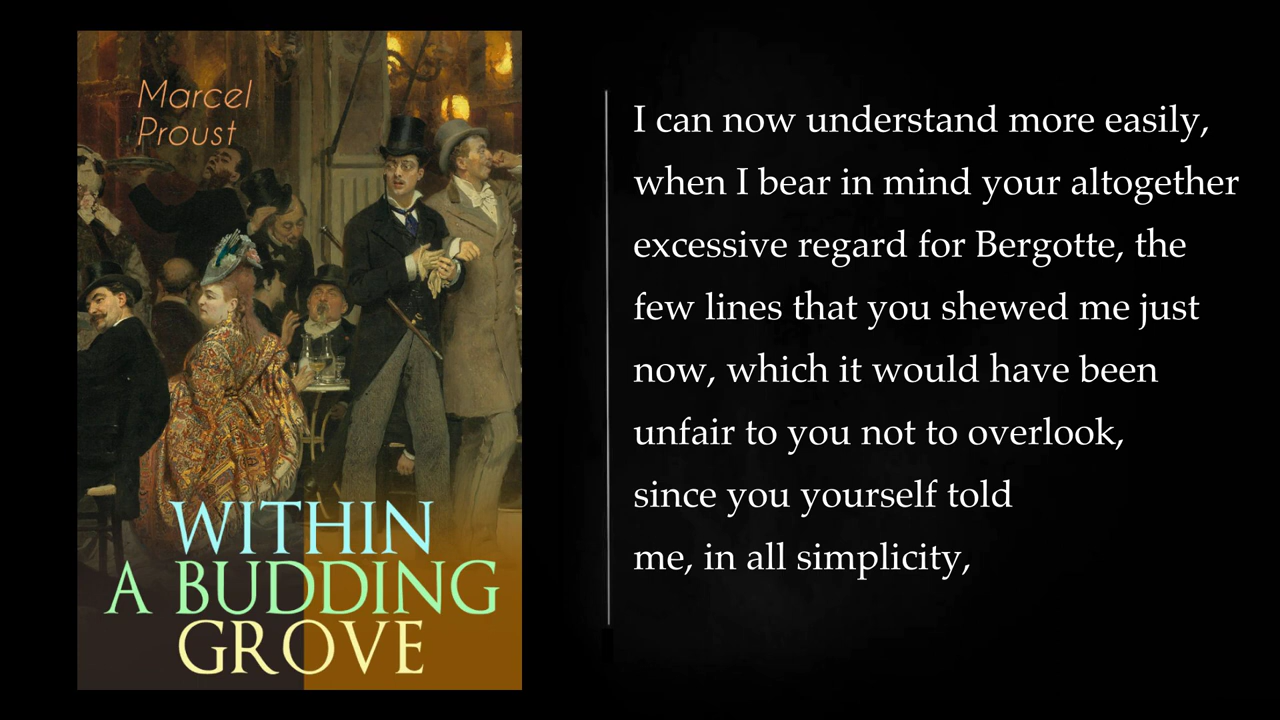 Marcel
Proust
WITHIN
A BUDDING
GROVE
I can now understand more easily,
when I bear in mind your altogether
excessive regard for Bergotte, the
few lines that you shewed me just
now, which it would have been
unfair to you not to overlook,
since you yourself told
me, in all simplicity,